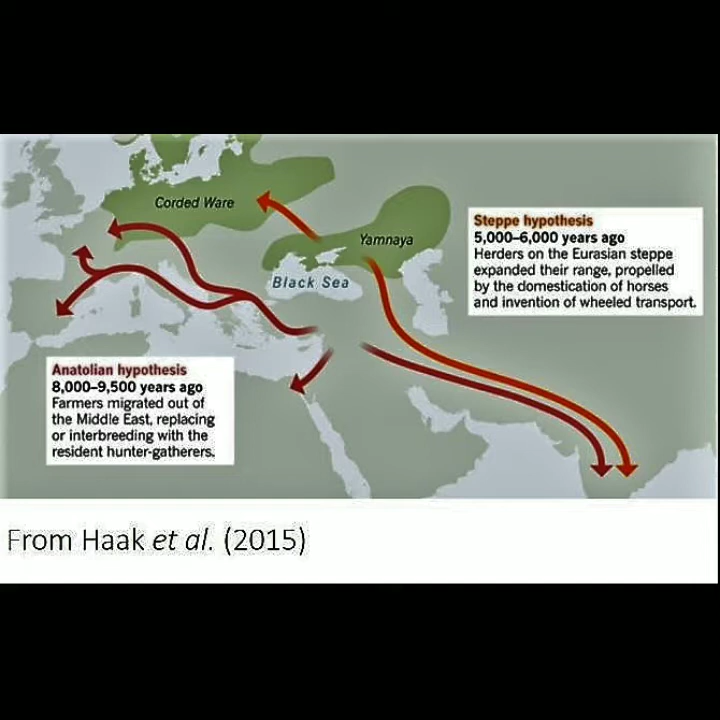 Corded Ware
Yamnaya
Black Sea
Steppe hypothesis
5,000–6,000 years ago
Herders on the Eurasian steppe
expanded their range, propelled
by the domestication of horses
and invention of wheeled transport.
Anatolian hypothesis
8,000–9,500 years ago
Farmers migrated out of
the Middle East, replacing
or interbreeding with the
resident hunter-gatherers.
From Haak et al. (2015)